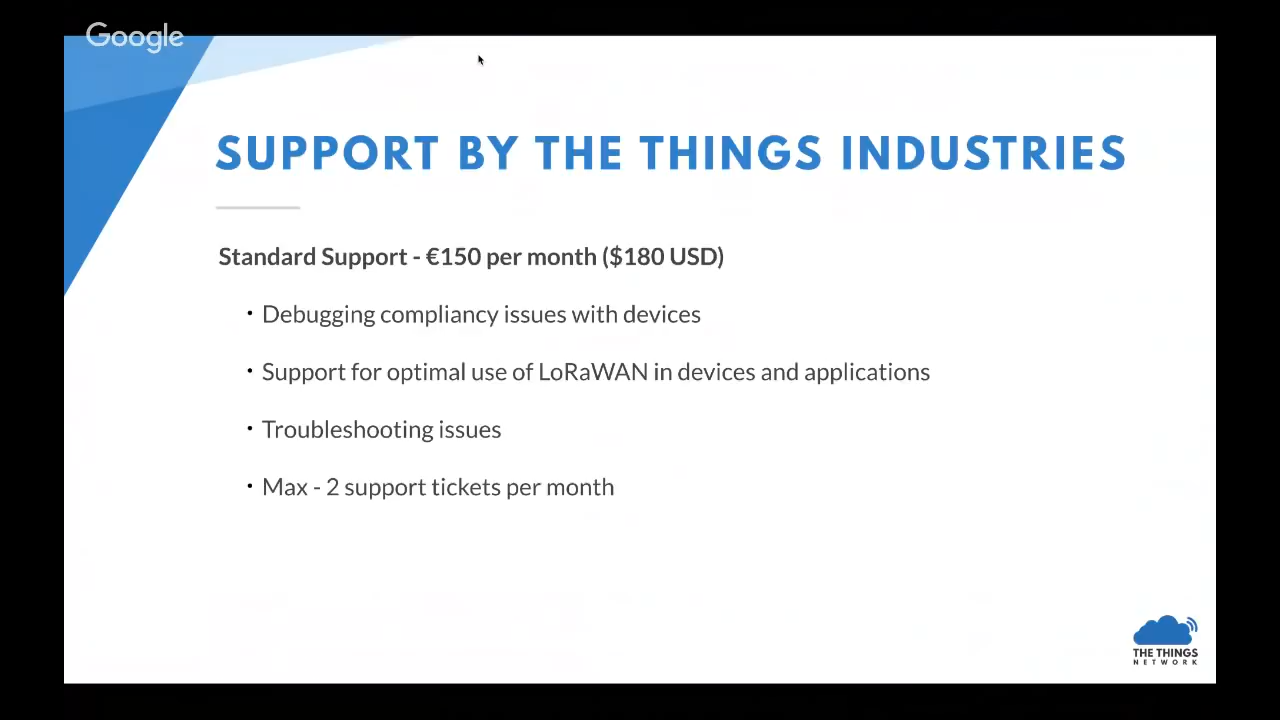 Google
SUPPORT BY THE THINGS INDUSTRIES
Standard Support - €150 per month ($180 USD)
• Debugging compliancy issues with devices
• Support for optimal use of LoRaWAN in devices and applications
• Troubleshooting issues
• Max - 2 support tickets per month
THE THINGS
NETWORK